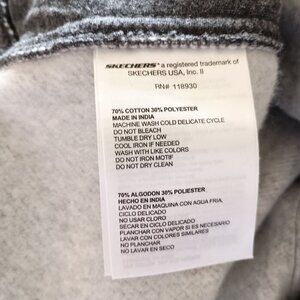 SKECHERS® a registered trademark of
SKECHERS USA, Inc. II
RN# 118930
70% COTTON 30% POLYESTER
MADE IN INDIA
MACHINE WASH COLD DELICATE CYCLE
DO NOT BLEACH
TUMBLE DRY LOW
COOL IRON IF NEEDED
WASH WITH LIKE COLORS
DO NOT IRON MOTIF
DO NOT DRY CLEAN
70% ALGODON 30% POLIESTER
HECHO EN INDIA
LAVADO EN MAQUINA CON AGUA FRIA,
CICLO DELICADO
NO USAR CLORO
SECAR EN CICLO DELICADO
PLANCHAR CON VAPOR SI ES NECESARIO
LAVAR CON COLORES SIMILARES
NO PLANCHAR
NO LAVAR EN SECO